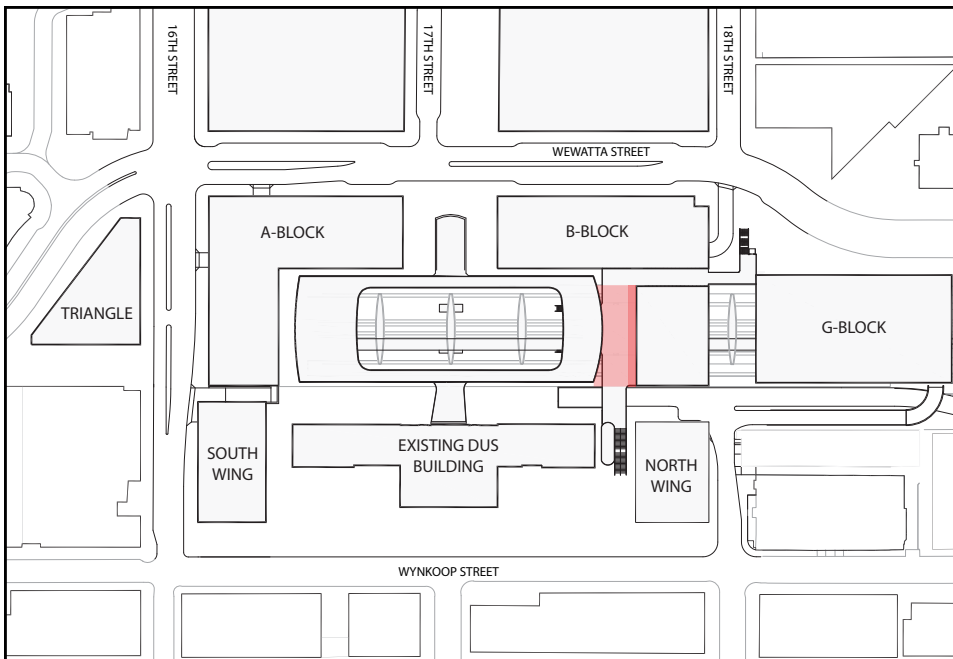 16TH STREET
17TH STREET
18TH STREET
WEWATTA STREET
A-BLOCK
B-BLOCK
TRIANGLE
G-BLOCK
SOUTH
WING
EXISTING DUS
BUILDING
NORTH
WING
WYNKOOP STREET